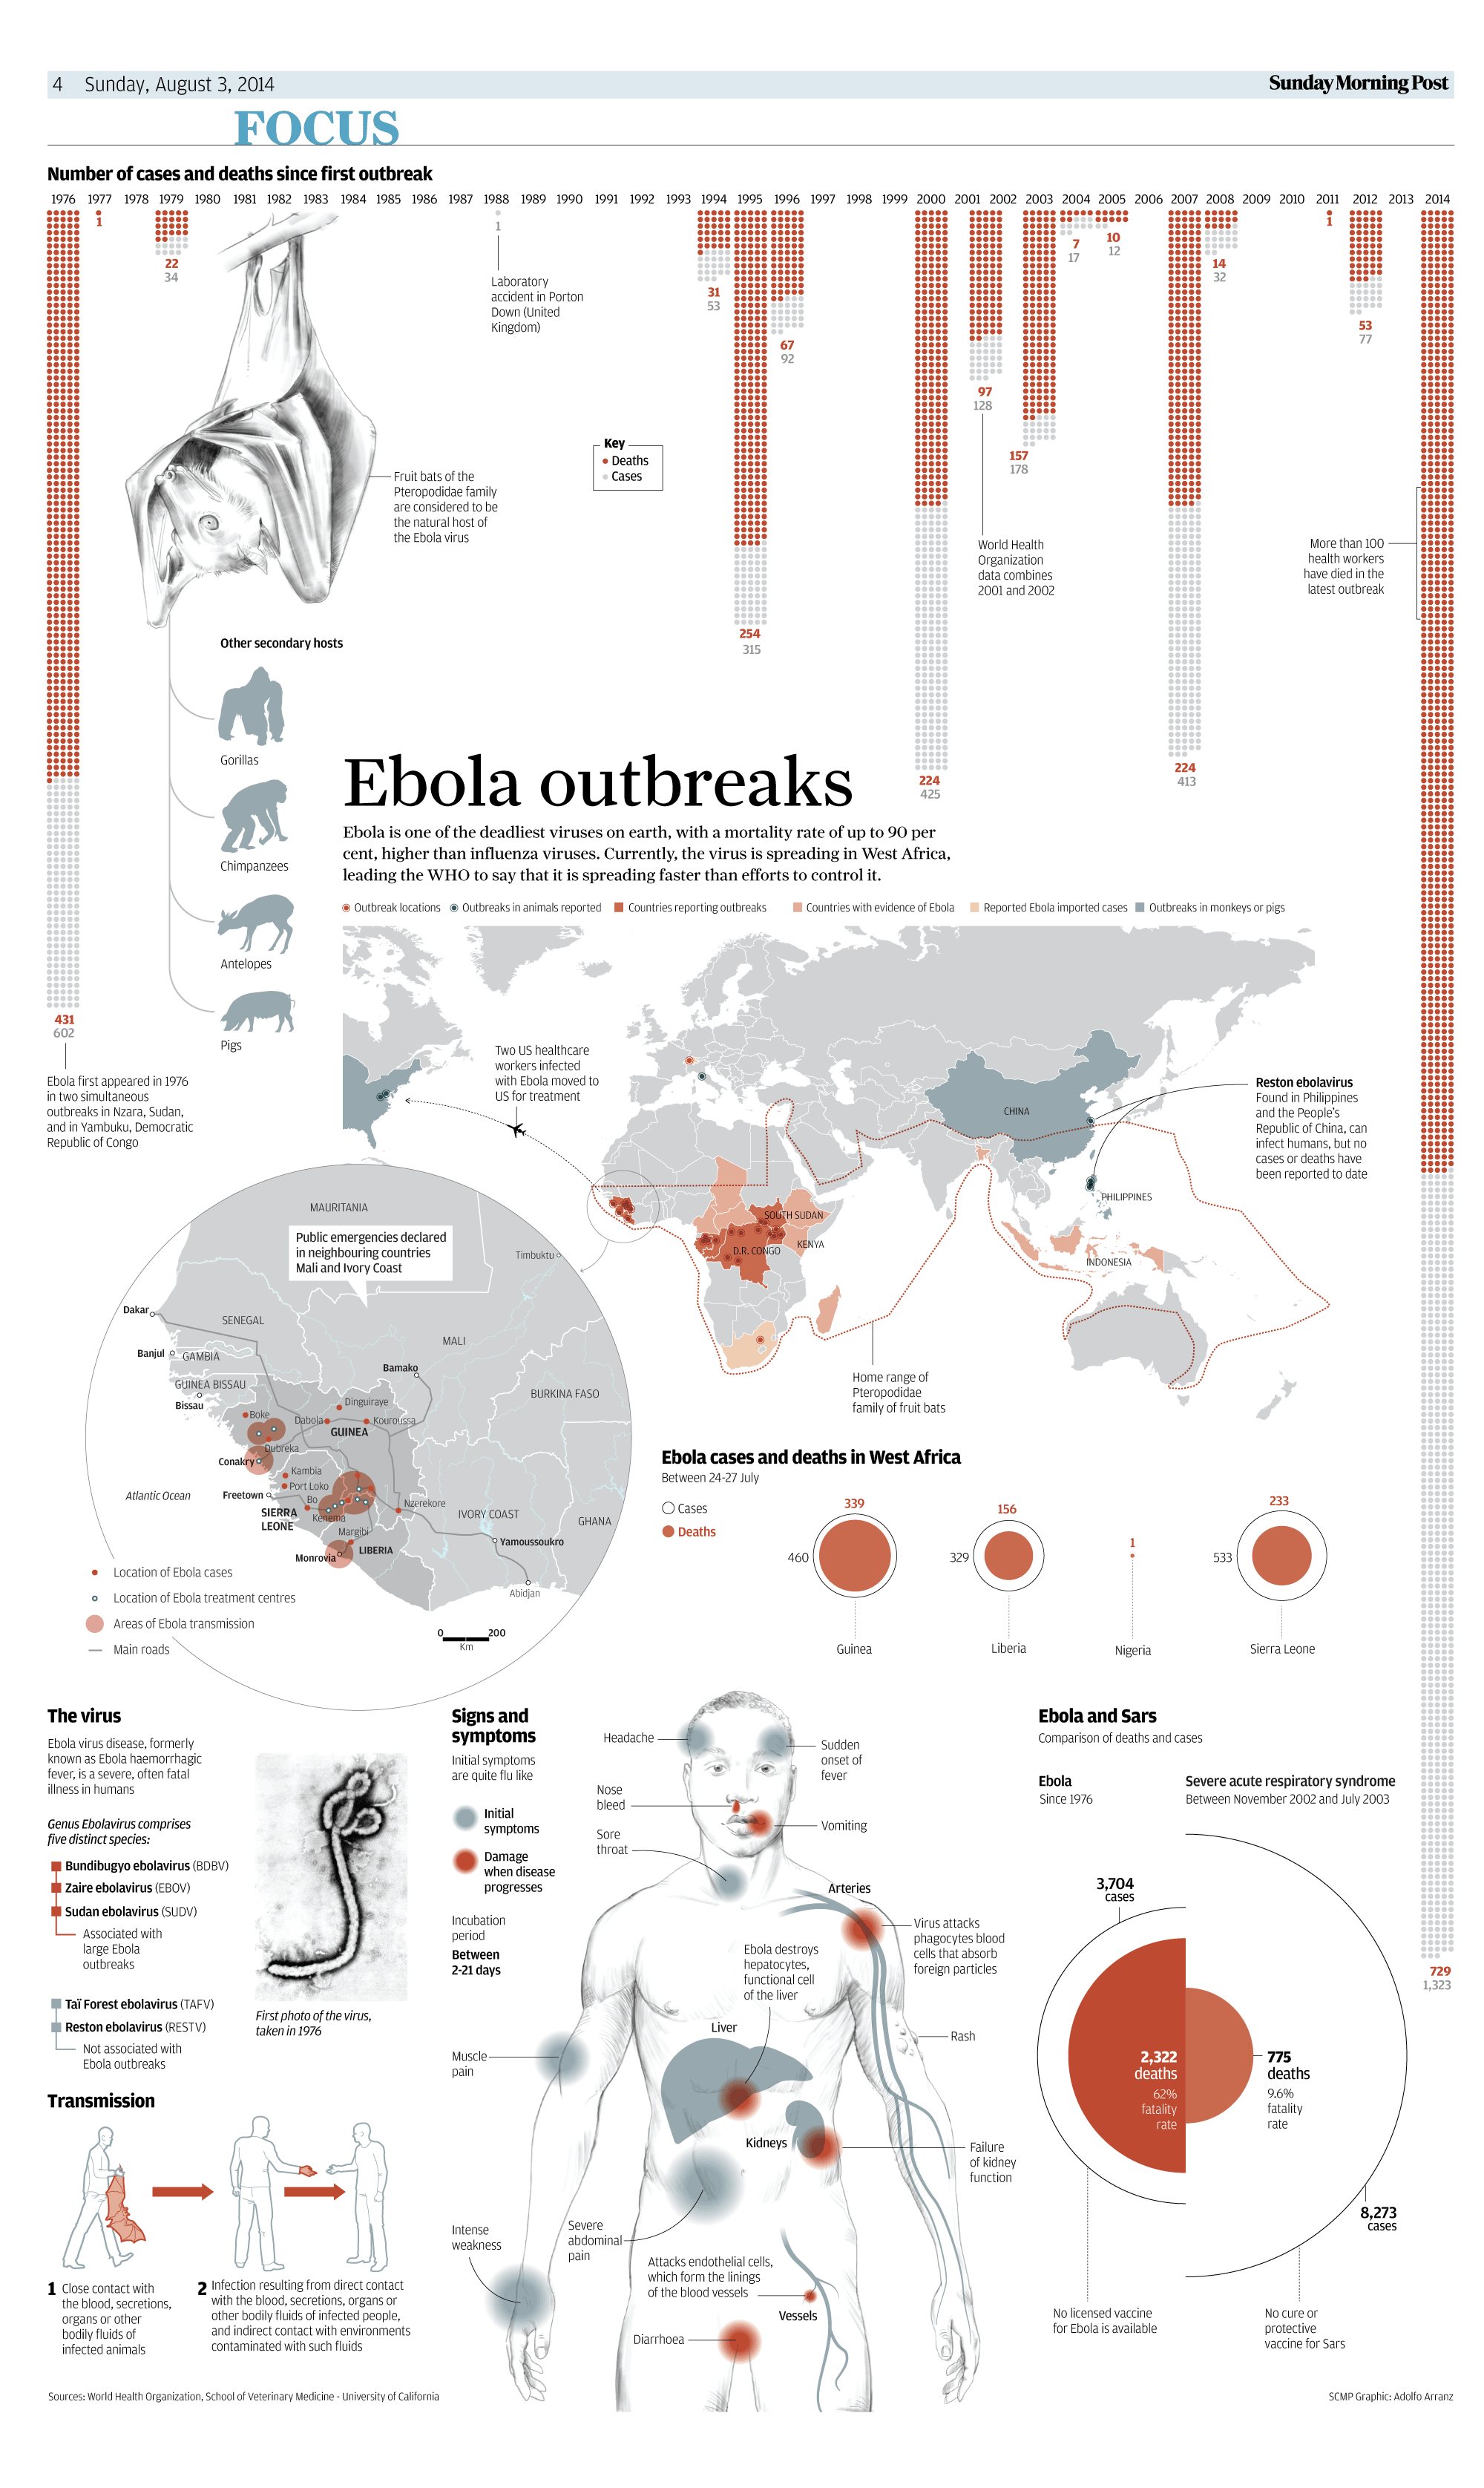 4 Sunday, August 3, 2014
Sunday Morning Post
FOCUS
Number of cases and deaths since first outbreak
1976 1977 1978 1979 1980 1981 1982 1983 1984 1985 1986 1987 1988 1989 1990 1991 1992 1993 1994 1995 1996 1997 1998 1999 2000 2001 2002 2003 2004 2005 2006 2007 2008 2009 2010 2011 2012 2013 2014
1
22
34
1
Laboratory
accident in Porton
Down (United
Kingdom)
31
53
254
315
67
92
224
425
97
128
World Health
Organization
data combines
2001 and 2002
157
178
7
17
10
12
224
413
14
32
1
53
77
More than 100
health workers
have died in the
latest outbreak
729
1,323
Key
Deaths
Cases
Fruit bats of the
Pteropodidae family
are considered to be
the natural host of
the Ebola virus
Other secondary hosts
Gorillas
Chimpanzees
Antelopes
Pigs
431
602
Ebola first appeared in 1976
in two simultaneous
outbreaks in Nzara, Sudan,
and in Yambuku, Democratic
Republic of Congo
Ebola outbreaks
Ebola is one of the deadliest viruses on earth, with a mortality rate of up to 90 per
cent, higher than influenza viruses. Currently, the virus is spreading in West Africa,
leading the WHO to say that it is spreading faster than efforts to control it.
Outbreak locations Outbreaks in animals reported Countries reporting outbreaks Countries with evidence of Ebola Reported Ebola imported cases Outbreaks in monkeys or pigs
Two US healthcare
workers infected
with Ebola moved to
US for treatment
CHINA
PHILIPPINES
SOUTH SUDAN
KENYA
D.R. CONGO
INDONESIA
Reston ebolavirus
Found in Philippines
and the People's
Republic of China, can
infect humans, but no
cases or deaths have
been reported to date
Home range of
Pteropodidae
family of fruit bats
MAURITANIA
Public emergencies declared
in neighbouring countries
Mali and Ivory Coast
Timbuktu
Dakar
SENEGAL
MALI
Banjul
GAMBIA
Bamako
GUINEA BISSAU
Bissau
BURKINA FASO
Dinguiraye
Boke
Dabola
Kouroussa
GUINEA
Dubreka
Conakry
Kambia
Port Loko
Atlantic Ocean
Freetown
Bo
Nzerekore
SIERRA
LEONE
Kenema
IVORY COAST
GHANA
Margibi
LIBERIA
Monrovia
Yamoussoukro
Abidjan
Location of Ebola cases
Location of Ebola treatment centres
Areas of Ebola transmission
Main roads
0 200
Km
Ebola cases and deaths in West Africa
Between 24-27 July
Cases
Deaths
339
460
Guinea
156
329
Liberia
1
Nigeria
233
533
Sierra Leone
The virus
Ebola virus disease, formerly
known as Ebola haemorrhagic
fever, is a severe, often fatal
illness in humans
Genus Ebolavirus comprises
five distinct species:
Bundibugyo ebolavirus (BDBV)
Zaire ebolavirus (EBOV)
Sudan ebolavirus (SUDV)
Associated with
large Ebola
outbreaks
Taï Forest ebolavirus (TAFV)
Reston ebolavirus (RESTV)
Not associated with
Ebola outbreaks
First photo of the virus,
taken in 1976
Transmission
1 Close contact with
the blood, secretions,
organs or other
bodily fluids of
infected animals
2 Infection resulting from direct contact
with the blood, secretions, organs or
other bodily fluids of infected people,
and indirect contact with environments
contaminated with such fluids
Signs and
symptoms
Initial symptoms
are quite flu like
Initial
symptoms
Damage
when disease
progresses
Incubation
period
Between
2-21 days
Headache
Sudden
onset of
fever
Nose
bleed
Vomiting
Sore
throat
Arteries
Virus attacks
phagocytes blood
cells that absorb
foreign particles
Ebola destroys
hepatocytes,
functional cell
of the liver
Liver
Rash
Muscle
pain
Kidneys
Failure
of kidney
function
Severe
abdominal
pain
Intense
weakness
Attacks endothelial cells,
which form the linings
of the blood vessels
Vessels
Diarrhoea
Ebola and Sars
Comparison of deaths and cases
Ebola
Since 1976
Severe acute respiratory syndrome
Between November 2002 and July 2003
3,704
cases
2,322
deaths
62%
fatality
rate
775
deaths
9.6%
fatality
rate
8,273
cases
No licensed vaccine
for Ebola is available
No cure or
protective
vaccine for Sars
Sources: World Health Organization, School of Veterinary Medicine - University of California
SCMP Graphic: Adolfo Arranz